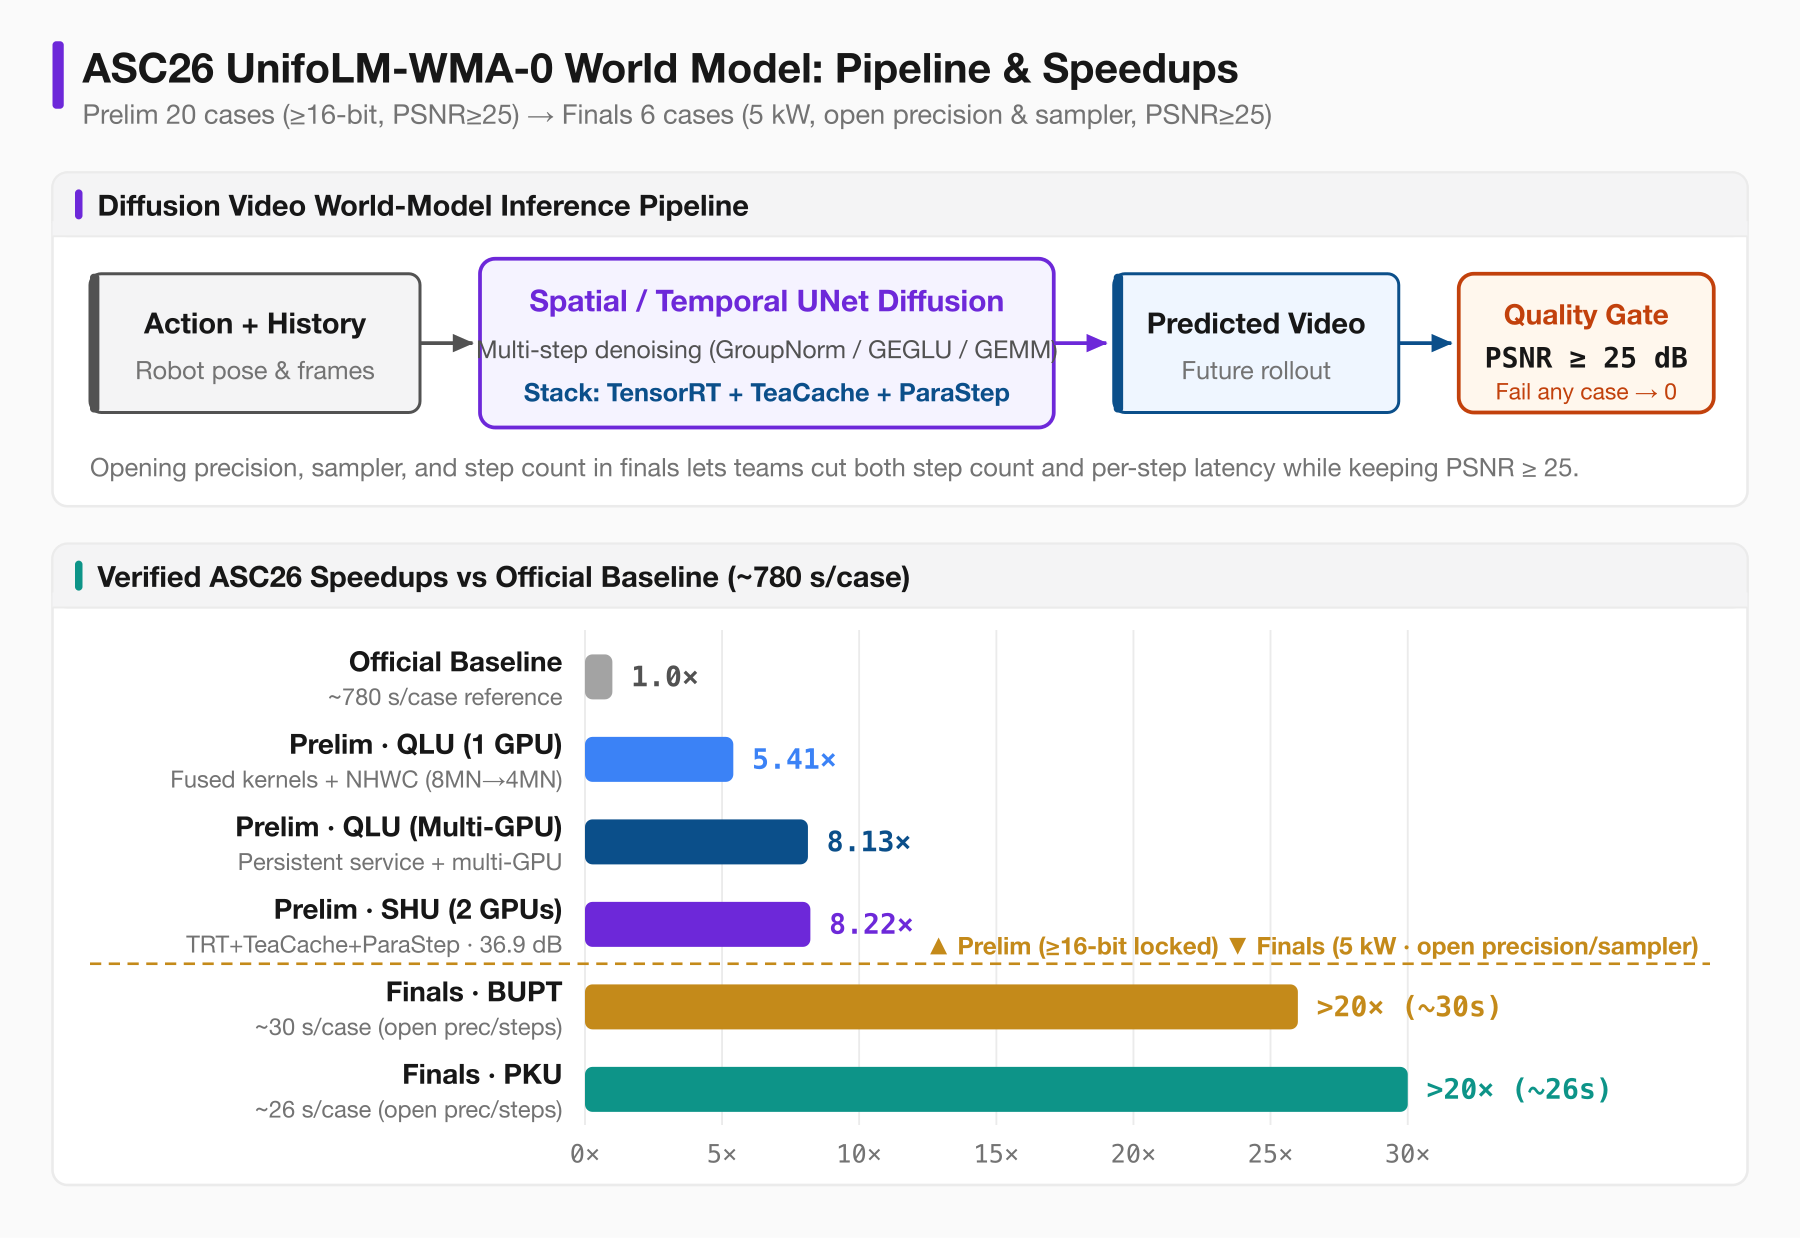 ASC26 UnifoLM-WMA-0 World Model: Pipeline & Speedups
Prelim 20 cases (≥16-bit, PSNR≥25) → Finals 6 cases (5 kW, open precision & sampler, PSNR≥25)
Diffusion Video World-Model Inference Pipeline
Action + History
Robot pose & frames
Spatial / Temporal UNet Diffusion
Multi-step denoising (GroupNorm / GEGLU / GEMM)
Stack: TensorRT + TeaCache + ParaStep
Predicted Video
Future rollout
Quality Gate
PSNR ≥ 25 dB
Fail any case → 0
Opening precision, sampler, and step count in finals lets teams cut both step count and per-step latency while keeping PSNR ≥ 25.
Verified ASC26 Speedups vs Official Baseline (~780 s/case)
Official Baseline
~780 s/case reference
1.0×
Prelim · QLU (1 GPU)
Fused kernels + NHWC (8MN→4MN)
5.41×
Prelim · QLU (Multi-GPU)
Persistent service + multi-GPU
8.13×
Prelim · SHU (2 GPUs)
TRT+TeaCache+ParaStep · 36.9 dB
8.22×
▲ Prelim (≥16-bit locked) ▼ Finals (5 kW · open precision/sampler)
Finals · BUPT
~30 s/case (open prec/steps)
>20× (~30s)
Finals · PKU
~26 s/case (open prec/steps)
>20× (~26s)
0× 5× 10× 15× 20× 25× 30×